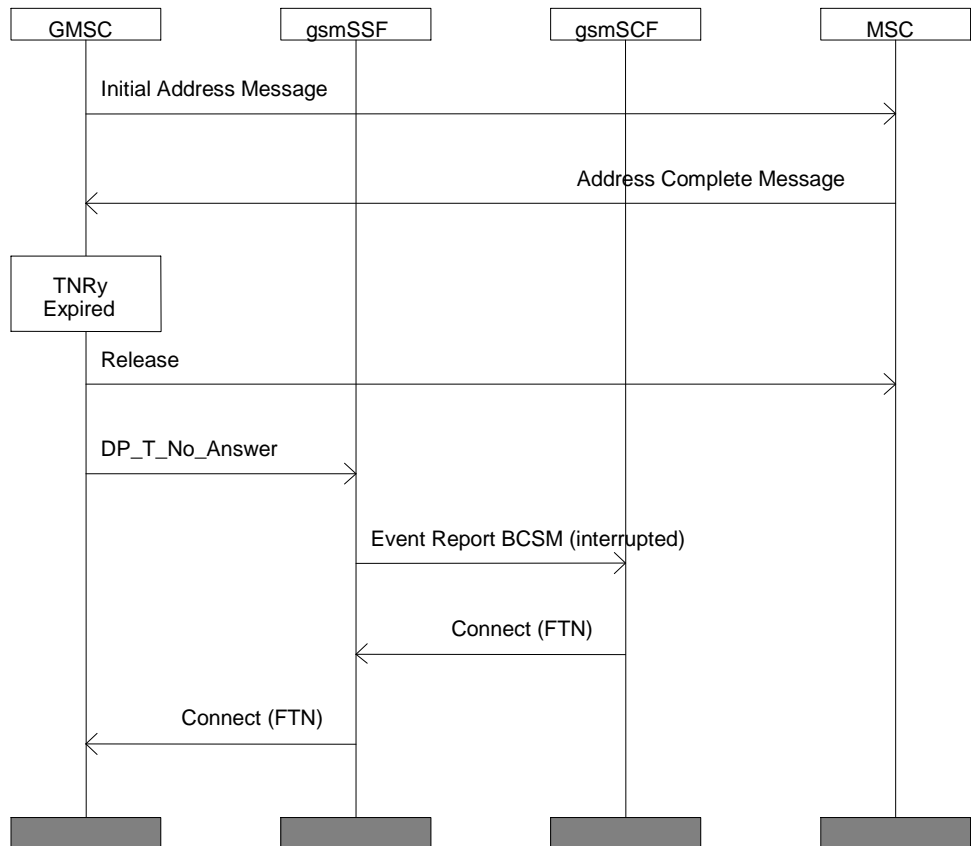 GMSC
gsmSSF
gsmSCF
MSC
Initial Address Message
Address Complete Message
TNRy
Expired
Release
DP_T_No_Answer
Event Report BCSM (interrupted)
Connect (FTN)
Connect (FTN)